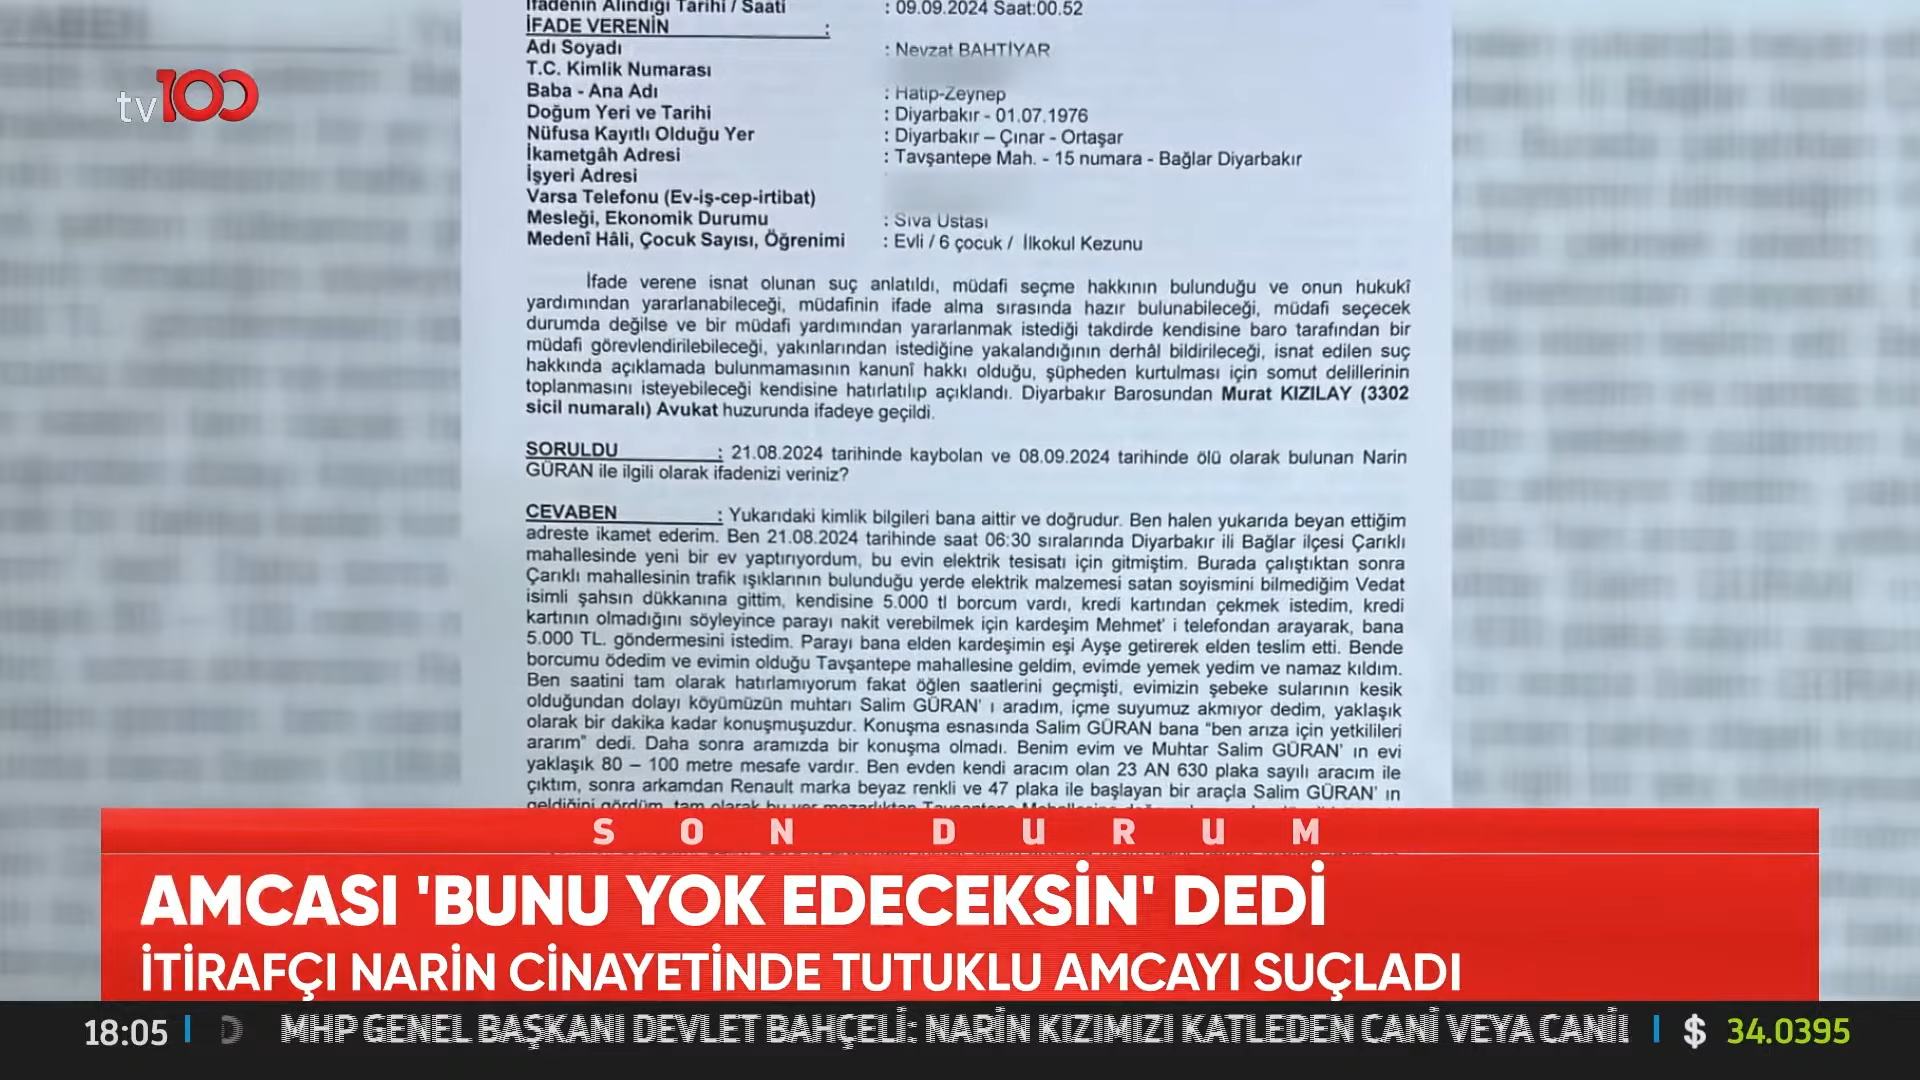 İfadenin Alındığı Tarihi / Saati : 09.09.2024 Saat:00.52
İFADE VERENİN :
Adı Soyadı : Nevzat BAHTİYAR
T.C. Kimlik Numarası
Baba - Ana Adı : Hatip-Zeynep
Doğum Yeri ve Tarihi : Diyarbakır - 01.07.1976
Nüfusa Kayıtlı Olduğu Yer : Diyarbakır – Çınar - Ortaşar
İkametgâh Adresi : Tavşantepe Mah. - 15 numara - Bağlar Diyarbakır
İşyeri Adresi
Varsa Telefonu (Ev-iş-cep-irtibat)
Mesleği, Ekonomik Durumu : Sıva Ustası
Medenî Hâli, Çocuk Sayısı, Öğrenimi : Evli / 6 çocuk / İlkokul Kezunu
İfade verene isnat olunan suç anlatıldı, müdafi seçme hakkının bulunduğu ve onun hukukî
yardımından yararlanabileceği, müdafinin ifade alma sırasında hazır bulunabileceği, müdafi seçecek
durumda değilse ve bir müdafi yardımından yararlanmak istediği takdirde kendisine baro tarafından bir
müdafi görevlendirilebileceği, yakınlarından istediğine yakalandığının derhâl bildirileceği, isnat edilen suç
hakkında açıklamada bulunmamasının kanunî hakkı olduğu, şüpheden kurtulması için somut delillerinin
toplanmasını isteyebileceği kendisine hatırlatılıp açıklandı. Diyarbakır Barosundan Murat KIZILAY (3302
sicil numaralı) Avukat huzurunda ifadeye geçildi.
SORULDU : 21.08.2024 tarihinde kaybolan ve 08.09.2024 tarihinde ölü olarak bulunan Narin
GÜRAN ile ilgili olarak ifadenizi veriniz?
CEVABEN : Yukarıdaki kimlik bilgileri bana aittir ve doğrudur. Ben halen yukarıda beyan ettiğim
adreste ikamet ederim. Ben 21.08.2024 tarihinde saat 06:30 sıralarında Diyarbakır ili Bağlar ilçesi Çarıklı
mahallesinde yeni bir ev yaptırıyordum, bu evin elektrik tesisatı için gitmiştim. Burada çalıştıktan sonra
Çarıklı mahallesinin trafik ışıklarının bulunduğu yerde elektrik malzemesi satan soyismini bilmediğim Vedat
isimli şahsın dükkanına gittim, kendisine 5.000 tl borcum vardı, kredi kartından çekmek istedim, kredi
kartının olmadığını söyleyince parayı nakit verebilmek için kardeşim Mehmet' i telefondan arayarak, bana
5.000 TL. göndermesini istedim. Parayı bana elden kardeşimin eşi Ayşe getirerek elden teslim etti. Bende
borcumu ödedim ve evimin olduğu Tavşantepe mahallesine geldim, evimde yemek yedim ve namaz kıldım.
Ben saatini tam olarak hatırlamıyorum fakat öğlen saatlerini geçmişti, evimizin şebeke sularının kesik
olduğundan dolayı köyümüzün muhtarı Salim GÜRAN' ı aradım, içme suyumuz akmıyor dedim, yaklaşık
olarak bir dakika kadar konuşmuşuzdur. Konuşma esnasında Salim GÜRAN bana “ben arıza için yetkilileri
ararım” dedi. Daha sonra aramızda bir konuşma olmadı. Benim evim ve Muhtar Salim GÜRAN' ın evi
yaklaşık 80 – 100 metre mesafe vardır. Ben evden kendi aracım olan 23 AN 630 plaka sayılı aracım ile
çıktım, sonra arkamdan Renault marka beyaz renkli ve 47 plaka ile başlayan bir araçla Salim GÜRAN' ın
geldiğini gördüm, tam olarak bu yer mezarlıktan Tavşantepe Mahallesine
tv100
SON DURUM
AMCASI 'BUNU YOK EDECEKSİN' DEDİ
İTİRAFÇI NARİN CİNAYETİNDE TUTUKLU AMCAYI SUÇLADI
18:05 MHP GENEL BAŞKANI DEVLET BAHÇELİ: NARİN KIZIMIZI KATLEDEN CANİ VEYA CANİL $ 34.0395